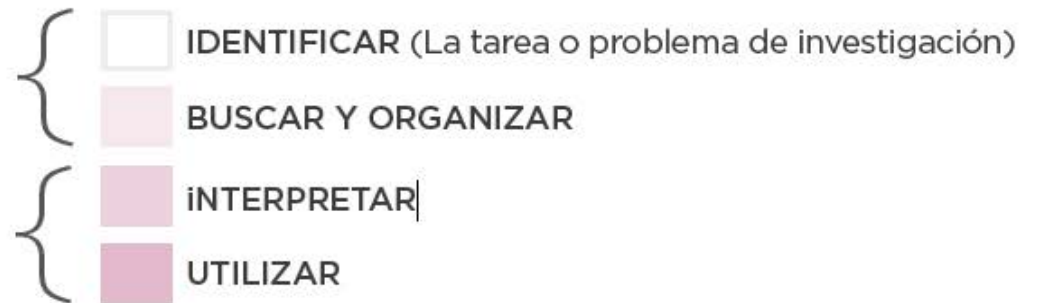 IDENTIFICAR (La tarea o problema de investigación)
BUSCAR Y ORGANIZAR
iNTERPRETAR
UTILIZAR